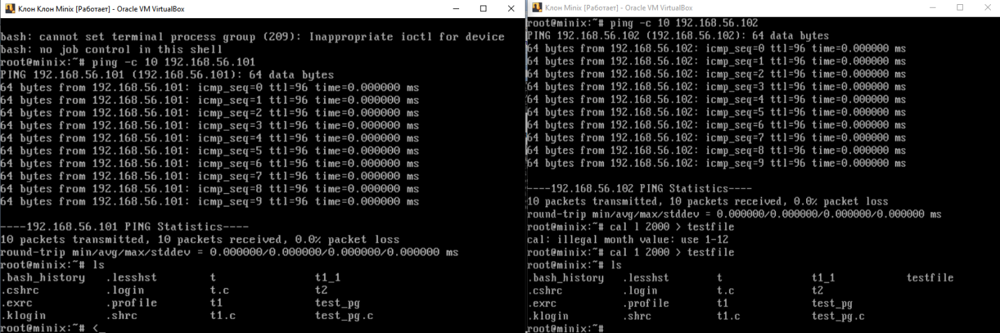 Клон Клон Minix [Работает] - Oracle VM VirtualBox
bash: cannot set terminal process group (209): Inappropriate ioctl for device
bash: no job control in this shell
root@minix:~# ping -c 10 192.168.56.101
PING 192.168.56.101 (192.168.56.101): 64 data bytes
64 bytes from 192.168.56.101: icmp_seq=0 ttl=96 time=0.000000 ms
64 bytes from 192.168.56.101: icmp_seq=1 ttl=96 time=0.000000 ms
64 bytes from 192.168.56.101: icmp_seq=2 ttl=96 time=0.000000 ms
64 bytes from 192.168.56.101: icmp_seq=3 ttl=96 time=0.000000 ms
64 bytes from 192.168.56.101: icmp_seq=4 ttl=96 time=0.000000 ms
64 bytes from 192.168.56.101: icmp_seq=5 ttl=96 time=0.000000 ms
64 bytes from 192.168.56.101: icmp_seq=6 ttl=96 time=0.000000 ms
64 bytes from 192.168.56.101: icmp_seq=7 ttl=96 time=0.000000 ms
64 bytes from 192.168.56.101: icmp_seq=8 ttl=96 time=0.000000 ms
64 bytes from 192.168.56.101: icmp_seq=9 ttl=96 time=0.000000 ms
----192.168.56.101 PING Statistics----
10 packets transmitted, 10 packets received, 0.0% packet loss
round-trip min/avg/max/stddev = 0.000000/0.000000/0.000000/0.000000 ms
root@minix:~# ls
.bash_history .lesshst t t1_1
.cshrc .login t.c t2
.exrc .profile t1 test_pg
.klogin .shrc t1.c test_pg.c
root@minix:~# <_
Клон Minix [Работает] - Oracle VM VirtualBox
root@minix:~# ping -c 10 192.168.56.102
PING 192.168.56.102 (192.168.56.102): 64 data bytes
64 bytes from 192.168.56.102: icmp_seq=0 ttl=96 time=0.000000 ms
64 bytes from 192.168.56.102: icmp_seq=1 ttl=96 time=0.000000 ms
64 bytes from 192.168.56.102: icmp_seq=2 ttl=96 time=0.000000 ms
64 bytes from 192.168.56.102: icmp_seq=3 ttl=96 time=0.000000 ms
64 bytes from 192.168.56.102: icmp_seq=4 ttl=96 time=0.000000 ms
64 bytes from 192.168.56.102: icmp_seq=5 ttl=96 time=0.000000 ms
64 bytes from 192.168.56.102: icmp_seq=6 ttl=96 time=0.000000 ms
64 bytes from 192.168.56.102: icmp_seq=7 ttl=96 time=0.000000 ms
64 bytes from 192.168.56.102: icmp_seq=8 ttl=96 time=0.000000 ms
64 bytes from 192.168.56.102: icmp_seq=9 ttl=96 time=0.000000 ms
----192.168.56.102 PING Statistics----
10 packets transmitted, 10 packets received, 0.0% packet loss
round-trip min/avg/max/stddev = 0.000000/0.000000/0.000000/0.000000 ms
root@minix:~# cal l 2000 > testfile
cal: illegal month value: use 1-12
root@minix:~# cal 1 2000 > testfile
root@minix:~# ls
.bash_history .lesshst t t1_1 testfile
.cshrc .login t.c t2
.exrc .profile t1 test_pg
.klogin .shrc t1.c test_pg.c
root@minix:~#